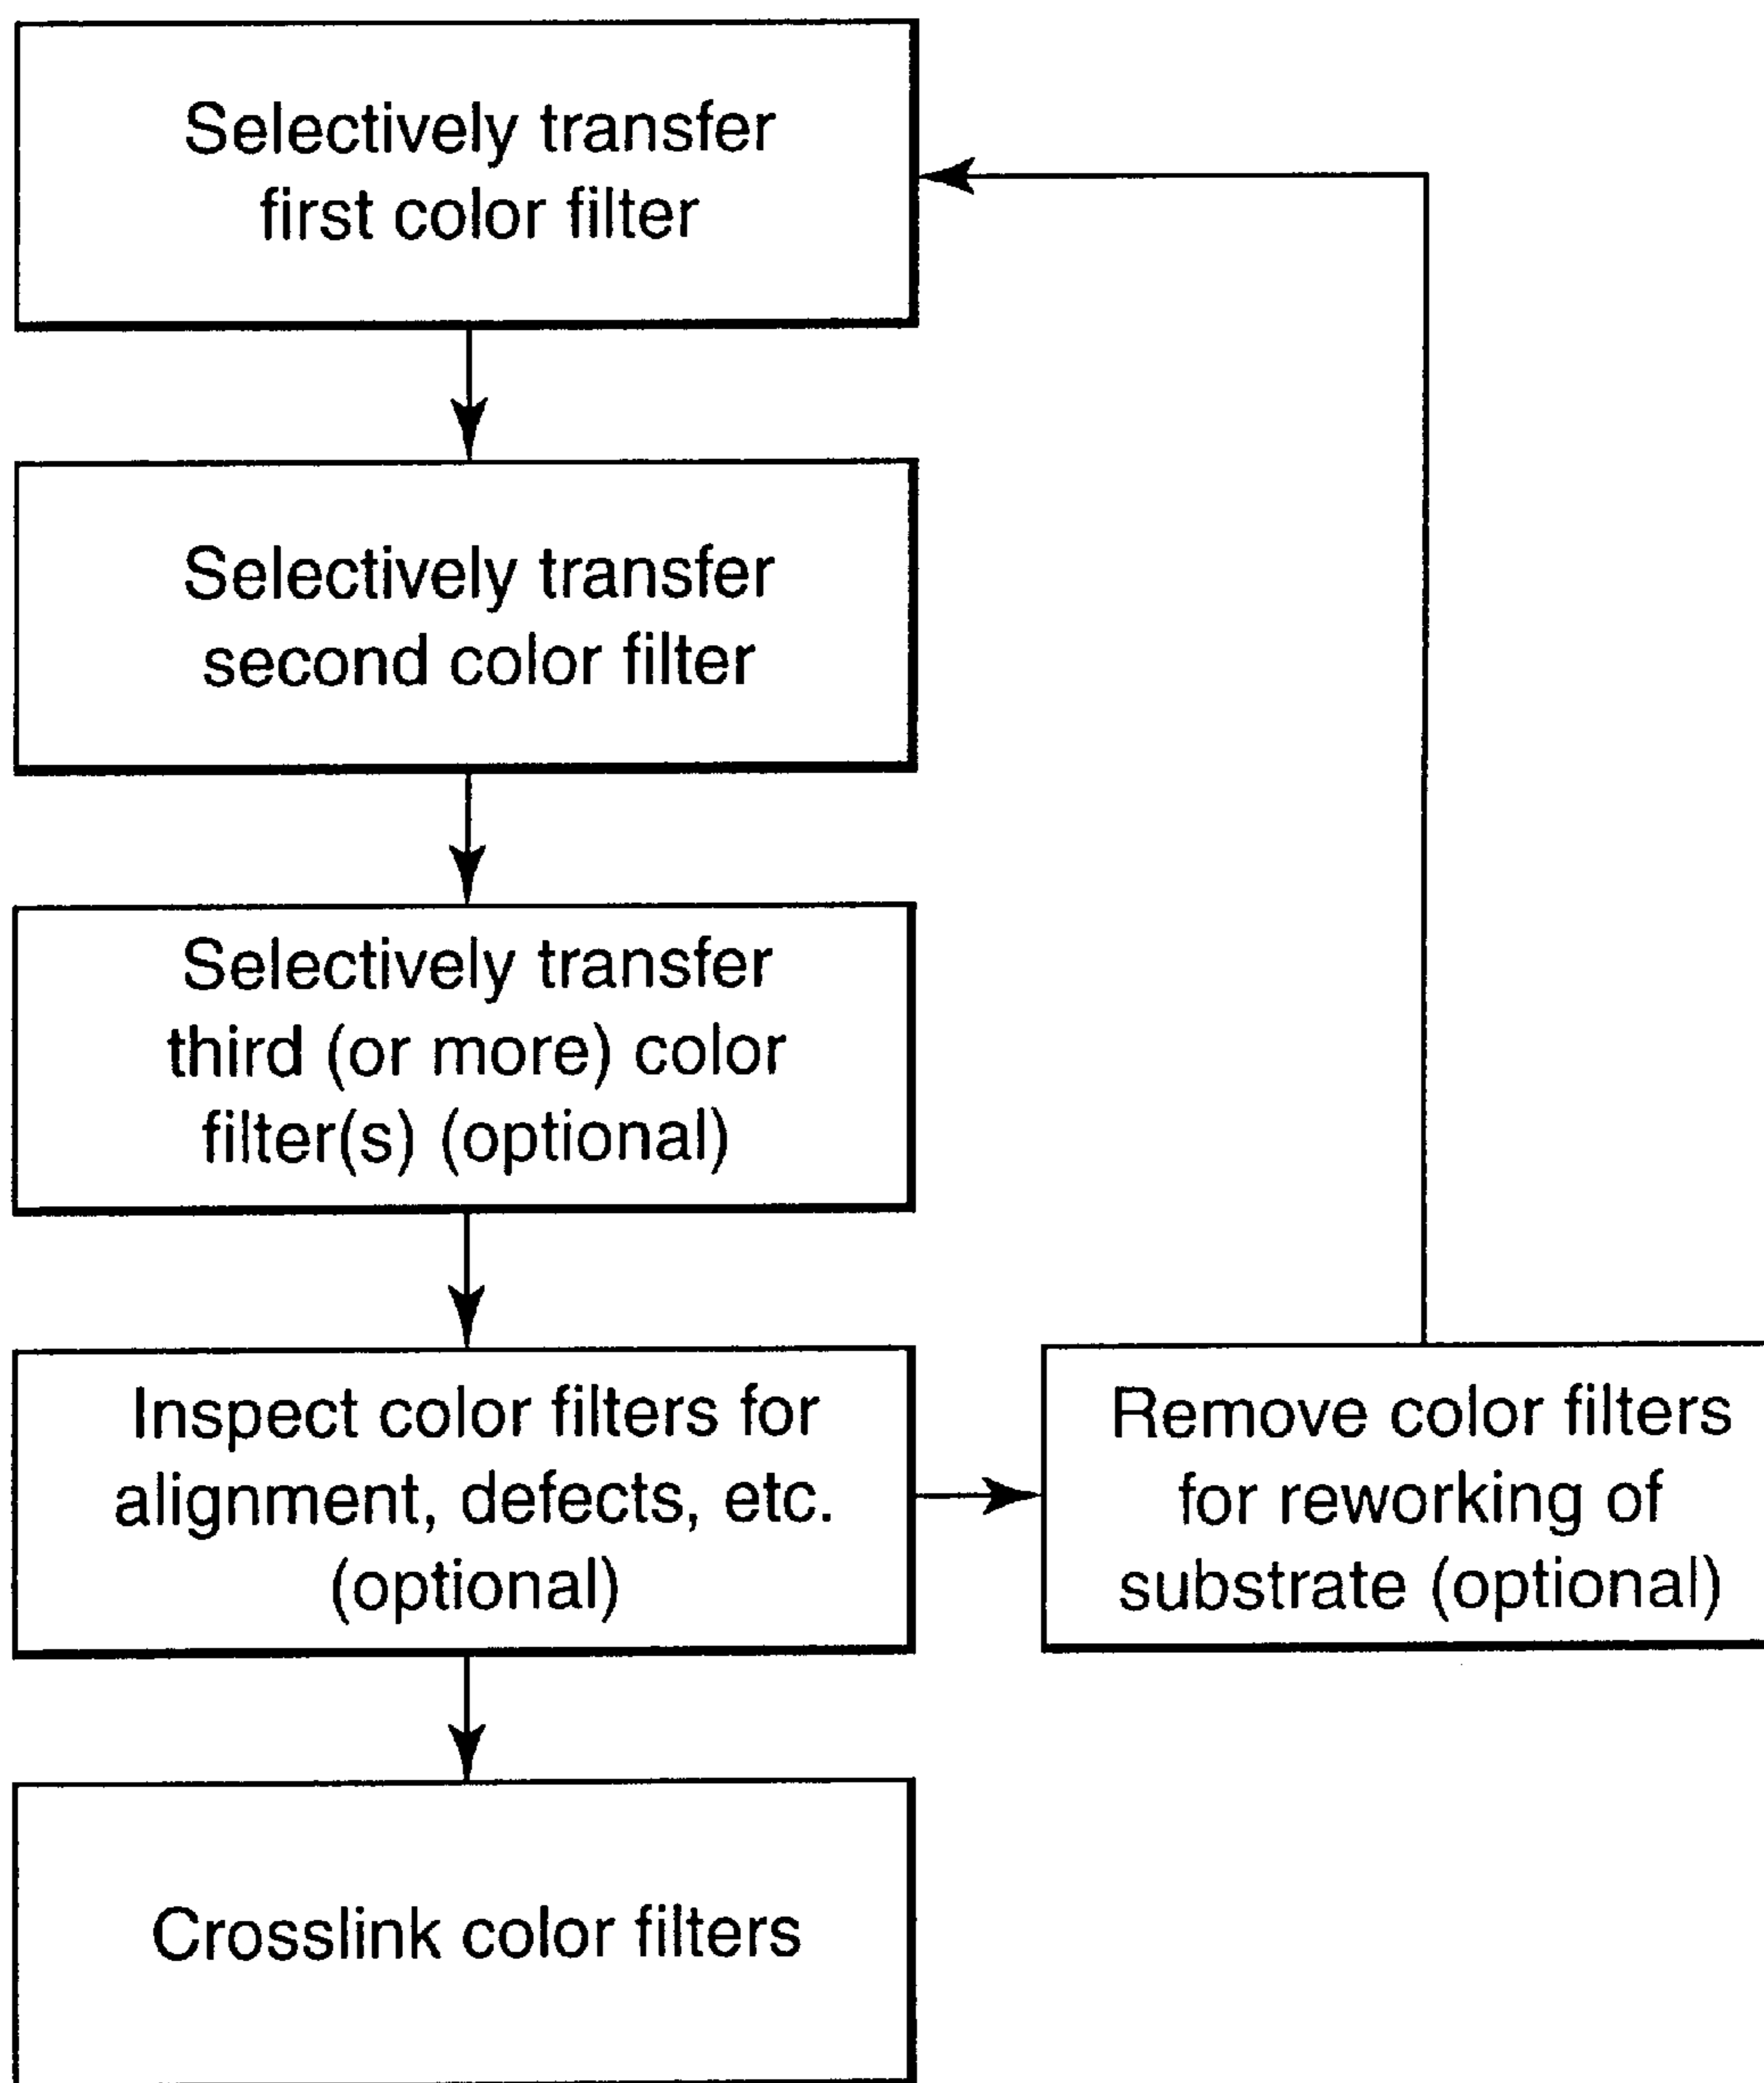 Selectively transfer
first color filter
Selectively transfer
second color filter
Selectively transfer
third (or more) color
filter(s) (optional)
Inspect color filters for
alignment, defects, etc.
(optional)
Remove color filters
for reworking of
substrate (optional)
Crosslink color filters